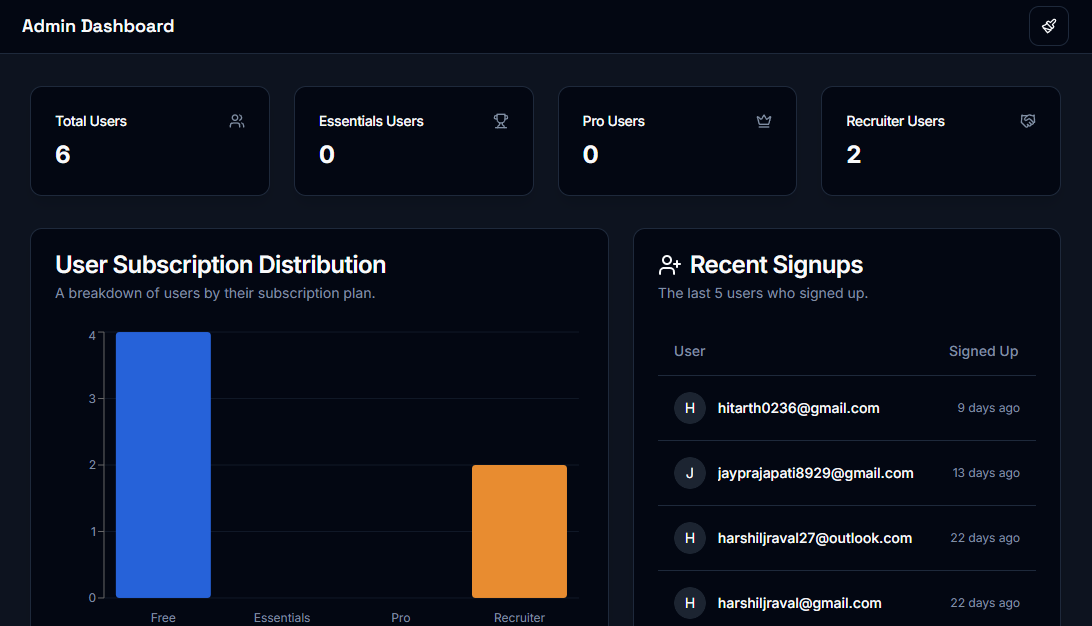 Admin Dashboard
Total Users
6
Essentials Users
0
Pro Users
0
Recruiter Users
2
User Subscription Distribution
A breakdown of users by their subscription plan.
4
3
2
1
0
Free Essentials Pro Recruiter
Recent Signups
The last 5 users who signed up.
User Signed Up
H hitarth0236@gmail.com 9 days ago
J jayprajapati8929@gmail.com 13 days ago
H harshiljraval27@outlook.com 22 days ago
H harshiljraval@gmail.com 22 days ago